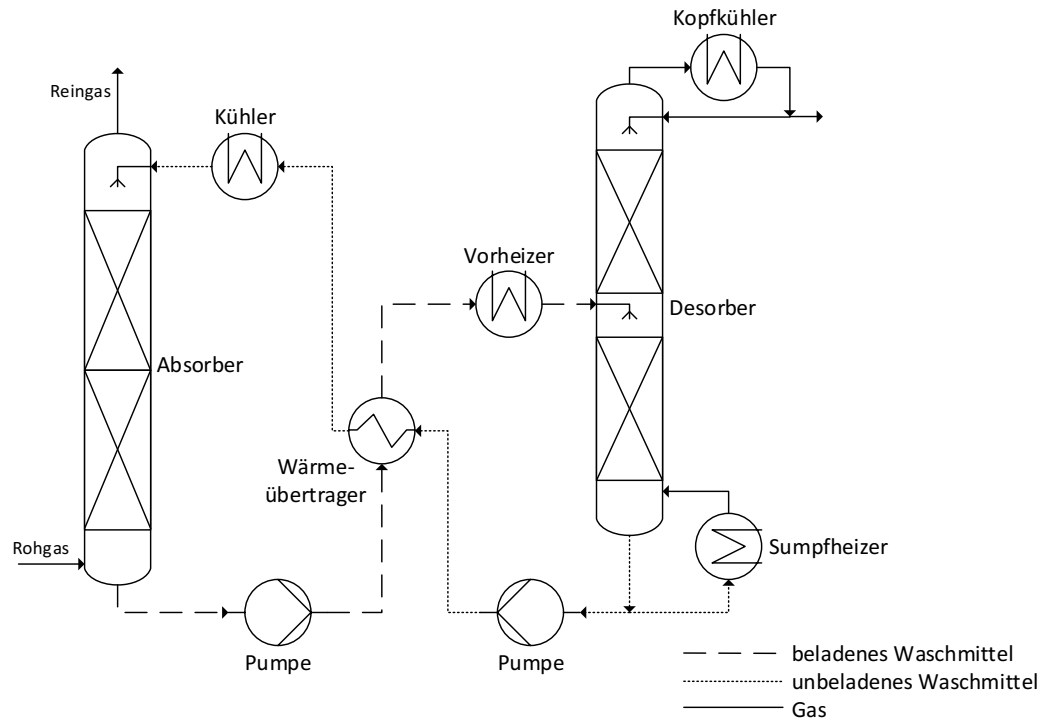 Kopfkühler
Reingas
Kühler
Vorheizer
Desorber
Absorber
Wärme-
übertrager
Rohgas
Sumpfheizer
Pumpe
Pumpe
beladenes Waschmittel
unbeladenes Waschmittel
Gas